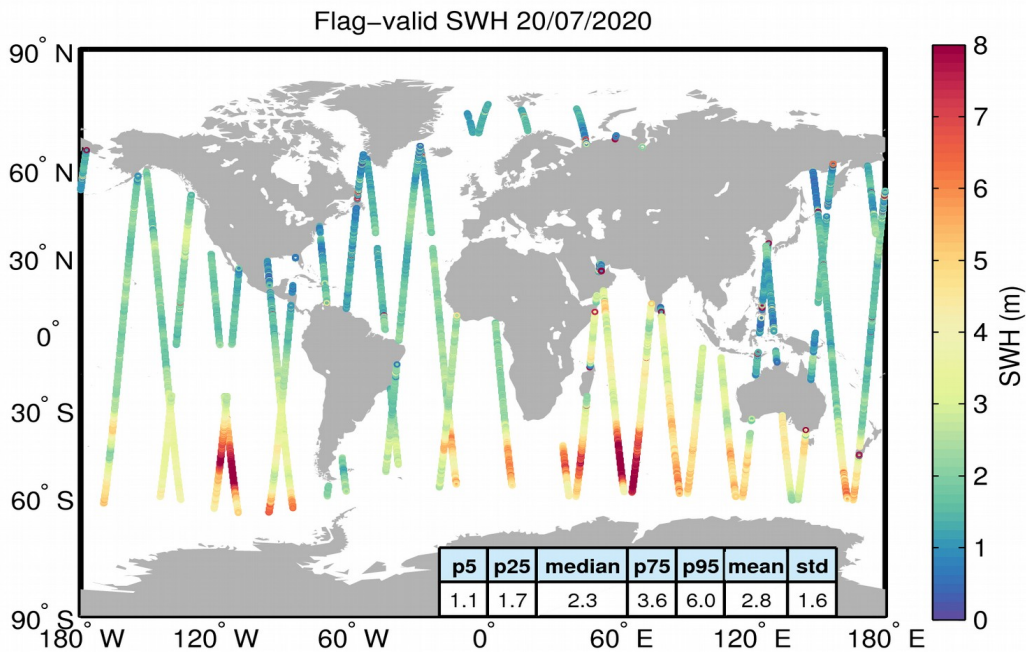 Flag−valid SWH 20/07/2020
90° N
60° N
30° N
0°
30° S
60° S
90° S
180° W
120° W
60° W
0°
60° E
120° E
180° E
8
7
6
5
4
3
2
1
0
SWH (m)
p5 p25 median p75 p95 mean std
1.1 1.7 2.3 3.6 6.0 2.8 1.6